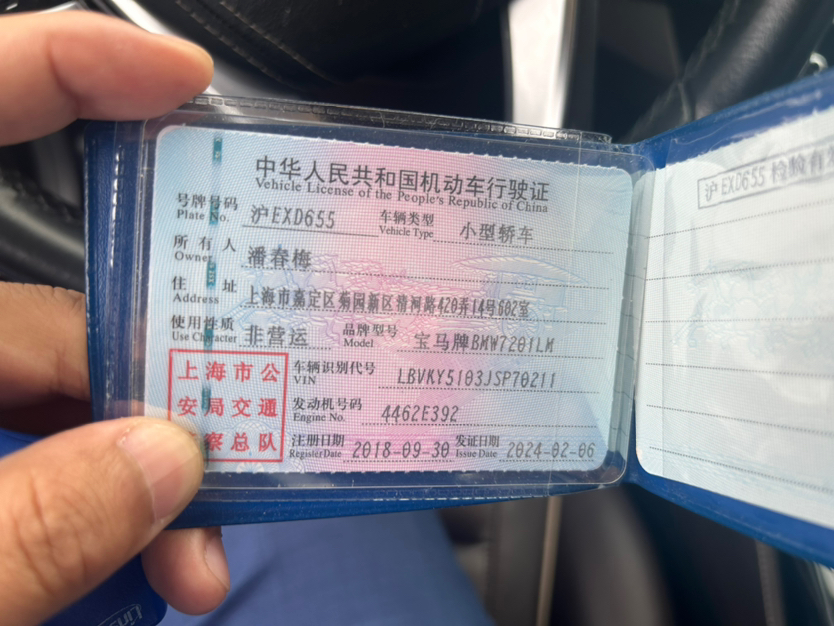 中华人民共和国机动车行驶证
Vehicle License of the People's Republic of China
号牌号码 沪EXD655 车辆类型 小型轿车
Plate No. Vehicle Type
所有人 潘春梅
Owner
住址 上海市嘉定区菊园新区清河路420弄14号602室
Address
使用性质 非营运 品牌型号 宝马牌BMW7201LM
Use Character Model
上海市公
安局交通
察总队
车辆识别代号 LBVKY5103JSP70211
VIN
发动机号码 4462E392
Engine No.
注册日期 2018-09-30 发证日期 2024-02-06
Register Date Issue Date
沪EXD655 检验有